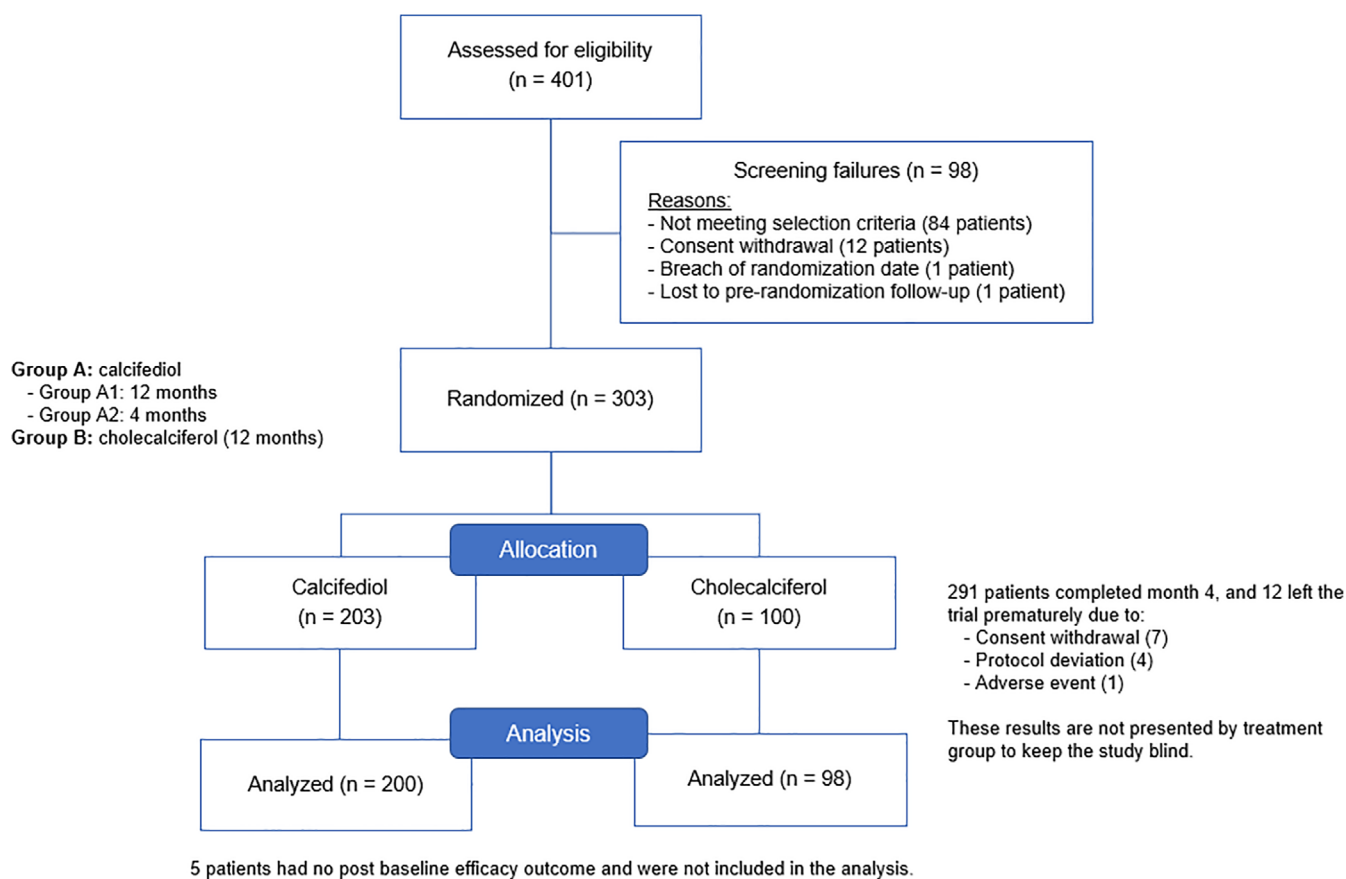 Assessed for eligibility
(n = 401)
Screening failures (n = 98)
Reasons:
- Not meeting selection criteria (84 patients)
- Consent withdrawal (12 patients)
- Breach of randomization date (1 patient)
- Lost to pre-randomization follow-up (1 patient)
Group A: calcifediol
- Group A1: 12 months
- Group A2: 4 months
Group B: cholecalciferol (12 months)
Randomized (n = 303)
Allocation
Calcifediol
(n = 203)
Cholecalciferol
(n = 100)
291 patients completed month 4, and 12 left the
trial prematurely due to:
- Consent withdrawal (7)
- Protocol deviation (4)
- Adverse event (1)
These results are not presented by treatment
group to keep the study blind.
Analysis
Analyzed (n = 200)
Analyzed (n = 98)
5 patients had no post baseline efficacy outcome and were not included in the analysis.